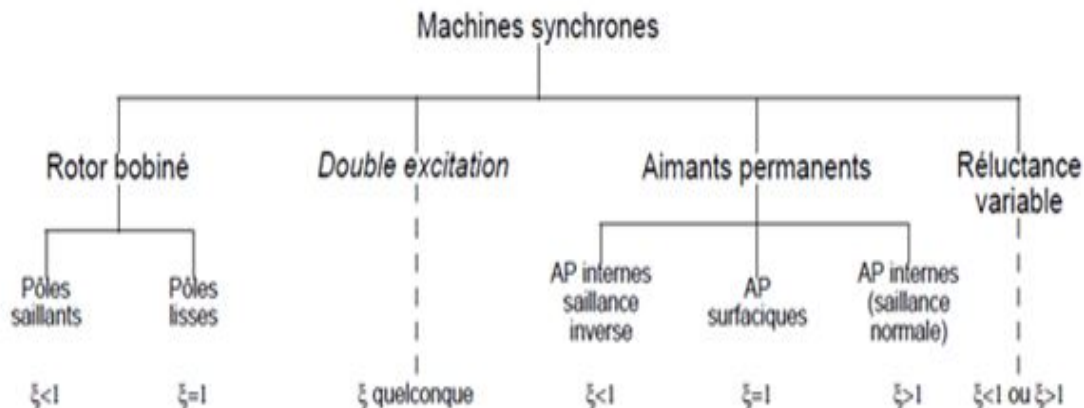 Machines synchrones
Rotor bobiné
Double excitation
Aimants permanents
Réluctance
variable
Pôles
saillants
Pôles
lisses
AP internes
saillance
inverse
AP
surfaciques
AP internes
(saillance
normale)
ξ<1
ξ=1
ξ quelconque
ξ<1
ξ=1
ξ>1
ξ<1 ou ξ>1